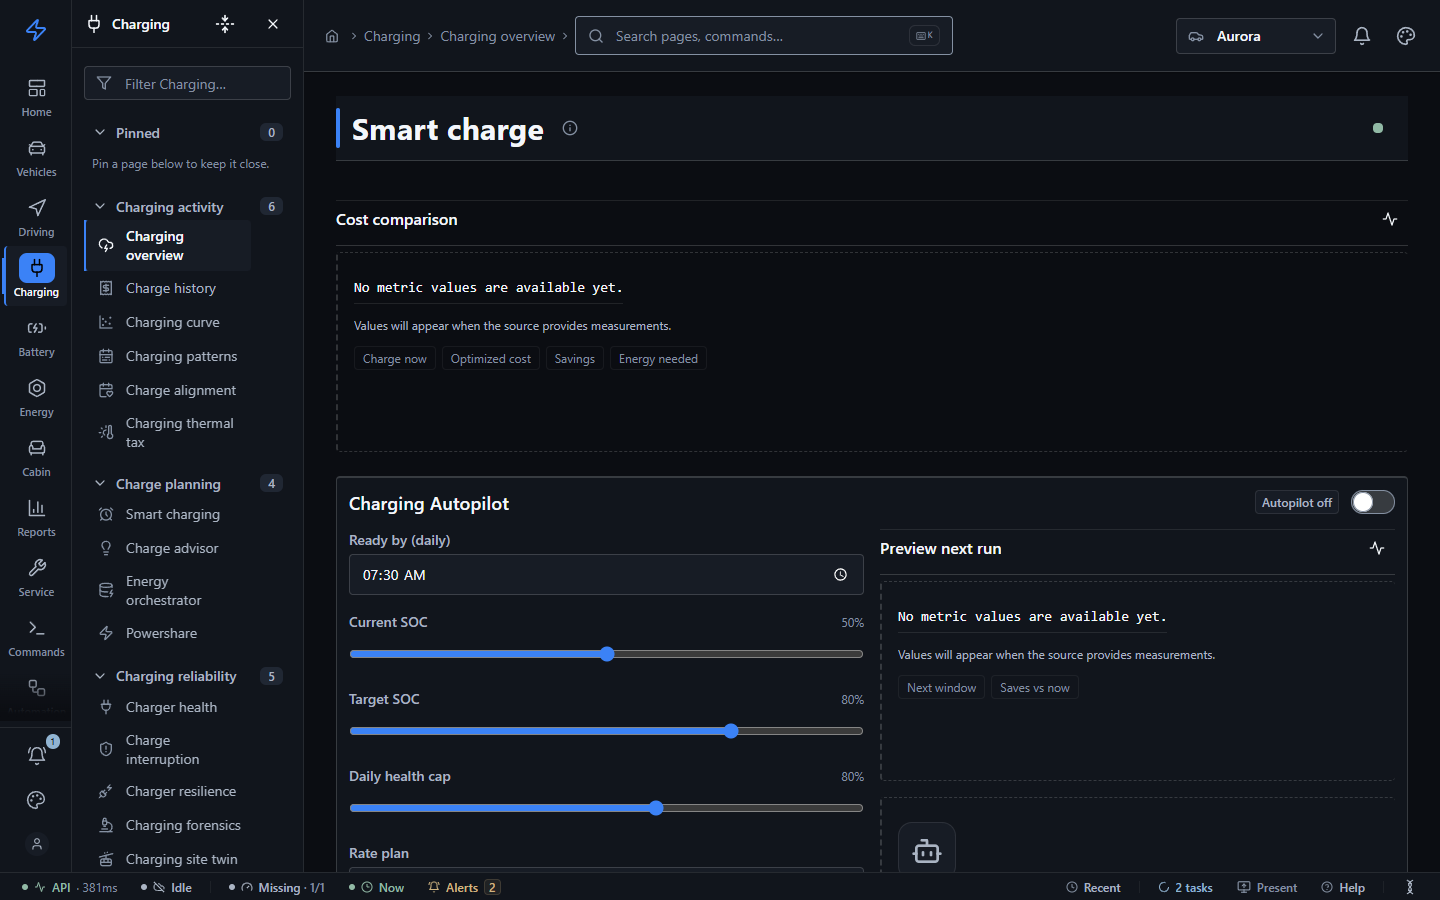 Charging
Charging
Charging overview
Search pages, commands...
K
Aurora
Home
Vehicles
Driving
Charging
Battery
Energy
Cabin
Reports
Service
Commands
1
Filter Charging...
Pinned
0
Pin a page below to keep it close.
Charging activity
6
Charging
overview
Charge history
Charging curve
Charging patterns
Charge alignment
Charging thermal
tax
Charge planning
4
Smart charging
Charge advisor
Energy
orchestrator
Powershare
Charging reliability
5
Charger health
Charge
interruption
Charger resilience
Charging forensics
Charging site twin
Smart charge
Cost comparison
No metric values are available yet.
Values will appear when the source provides measurements.
Charge now
Optimized cost
Savings
Energy needed
Charging Autopilot
Autopilot off
Ready by (daily)
07:30 AM
Current SOC
50%
Target SOC
80%
Daily health cap
80%
Rate plan
Preview next run
No metric values are available yet.
Values will appear when the source provides measurements.
Next window
Saves vs now
API · 381ms
Idle
Missing · 1/1
Now
Alerts 2
Recent
2 tasks
Present
Help